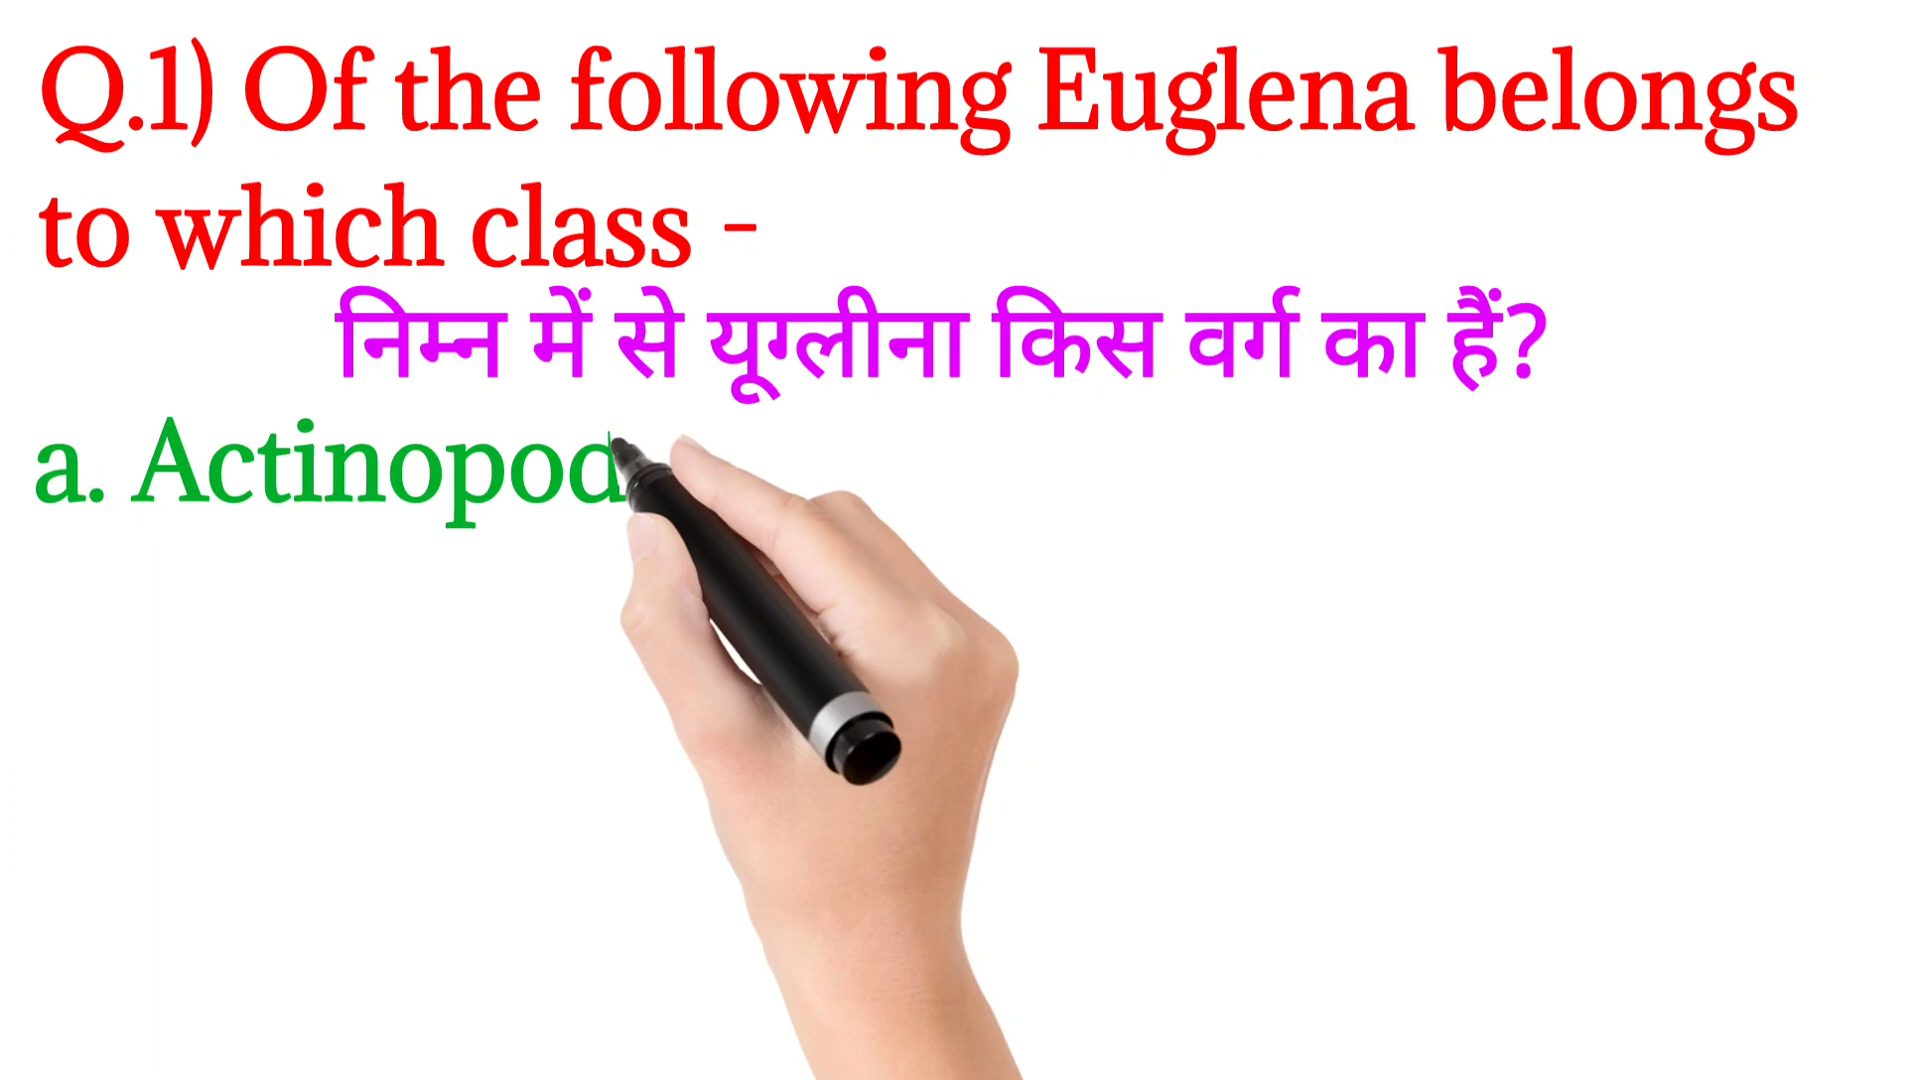 Q.1) Of the following Euglena belongs
to which class -
निम्न में से यूग्लीना किस वर्ग का हैं?
a. Actinopod